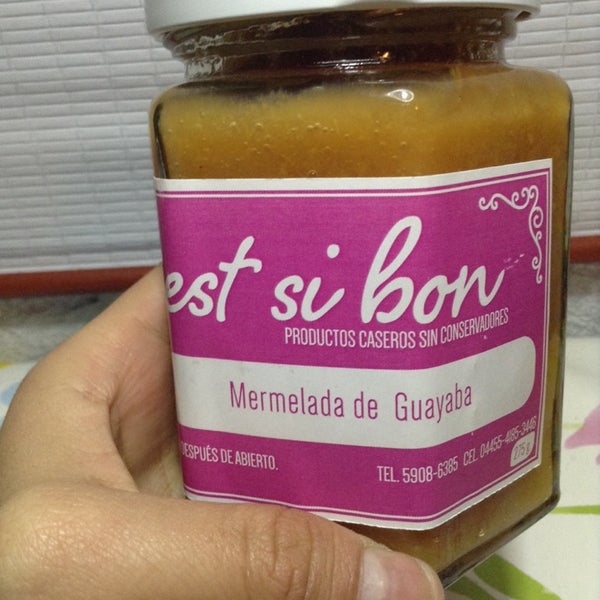 est si bon
PRODUCTOS CASEROS SIN CONSERVADORES
Mermelada de Guayaba
DESPUÉS DE ABIERTO.
TEL. 5908-6385 CEL. 04455-4185-3446
275 g